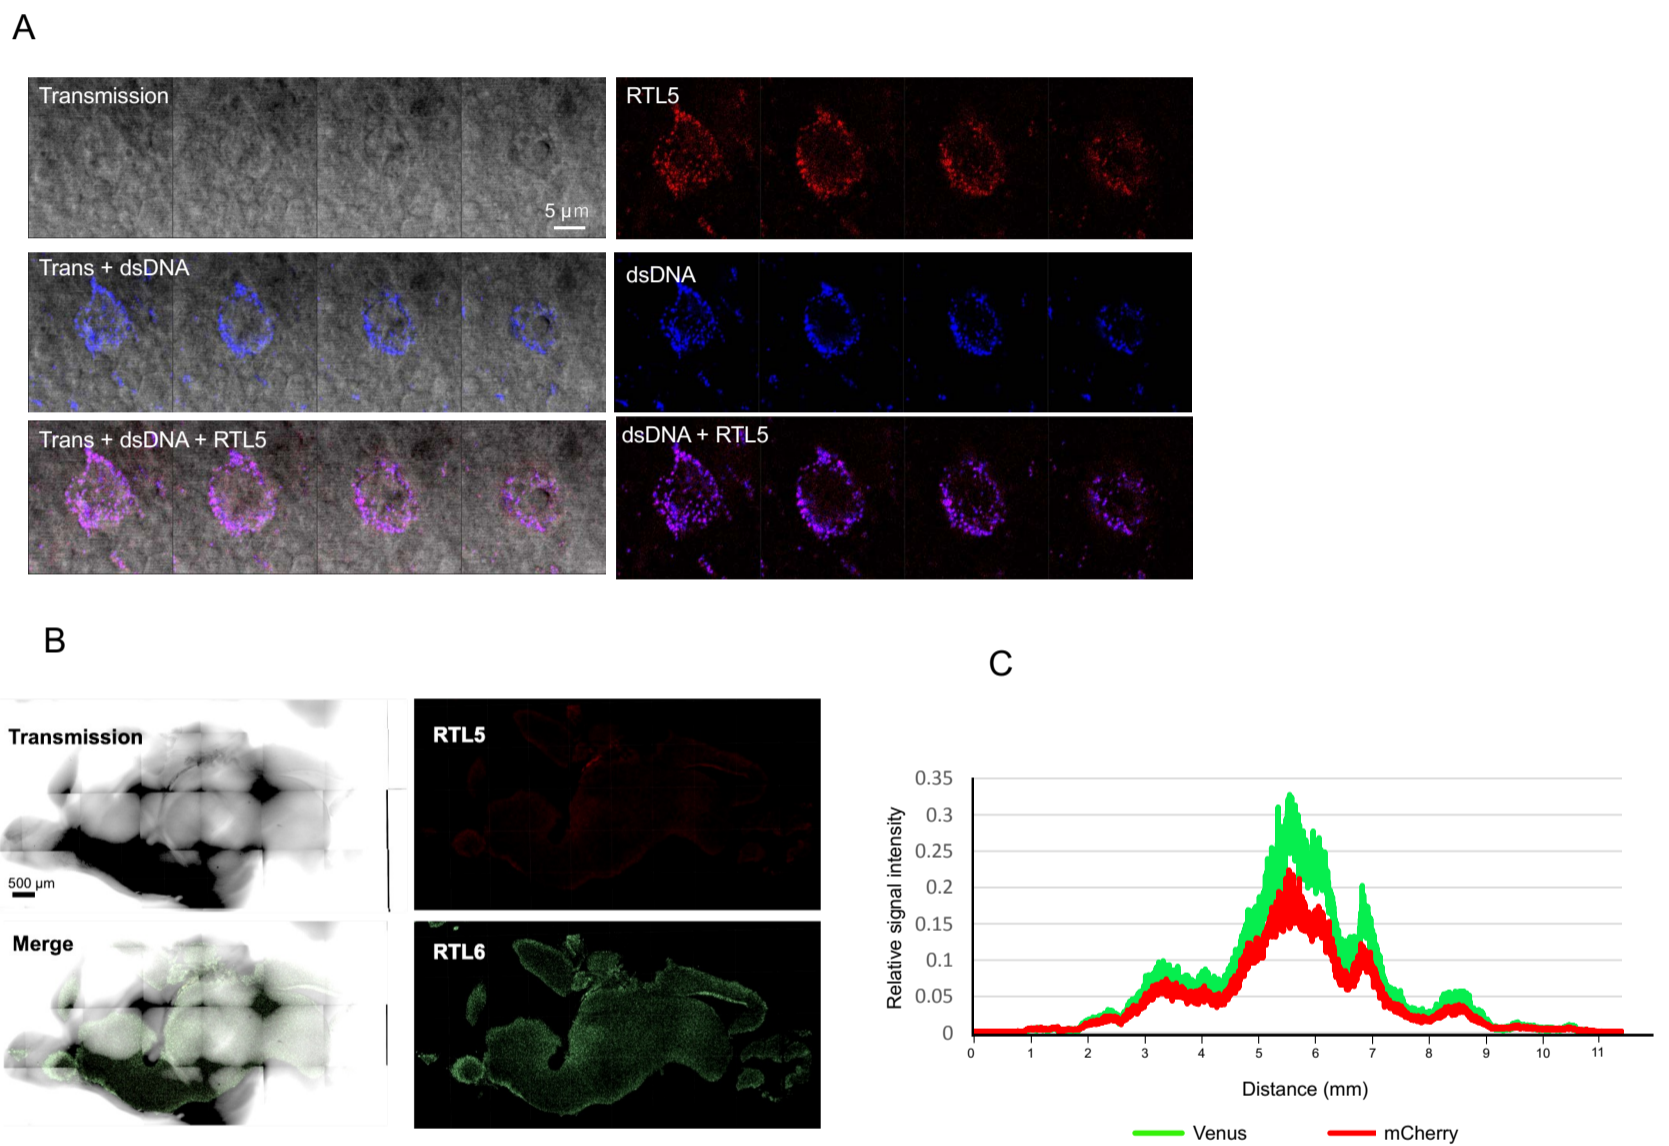 A
Transmission
5 µm
RTL5
Trans + dsDNA
dsDNA
Trans + dsDNA + RTL5
dsDNA + RTL5
B
Transmission
500 µm
RTL5
Merge
RTL6
C
Relative signal intensity
0.35
0.3
0.25
0.2
0.15
0.1
0.05
0
0 1 2 3 4 5 6 7 8 9 10 11
Distance (mm)
Venus mCherry